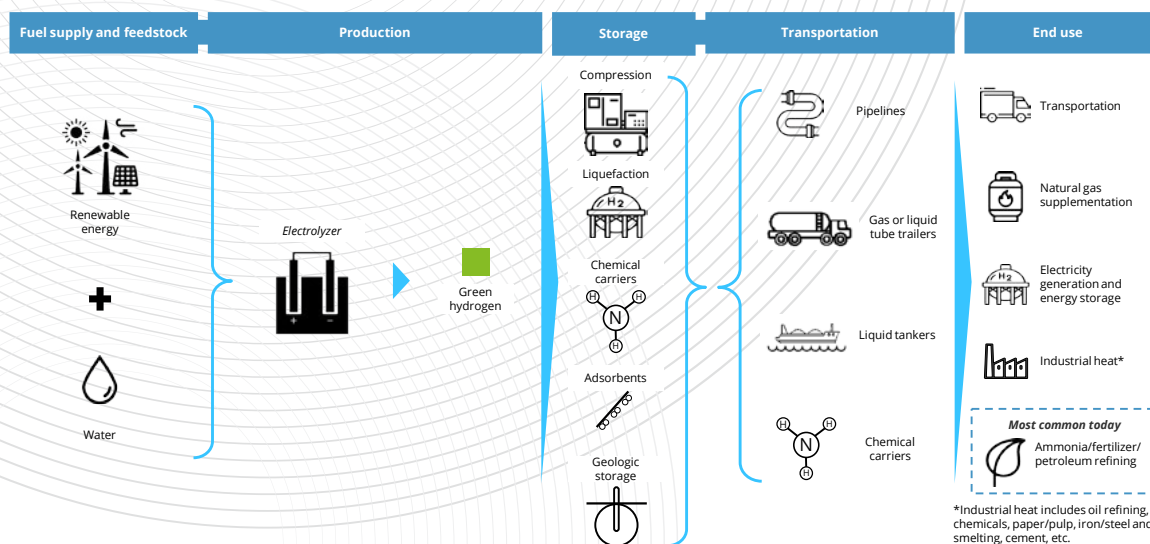 Fuel supply and feedstock
Production
Storage
Transportation
End use
Renewable
energy
Water
Electrolyzer
+ −
Green
hydrogen
Compression
Liquefaction
H2
Chemical
carriers
H H
N
H
Adsorbents
Geologic
storage
Pipelines
Gas or liquid
tube trailers
Liquid tankers
H H
N
H
Chemical
carriers
Transportation
Natural gas
supplementation
H2
Electricity
generation and
energy storage
Industrial heat*
Most common today
Ammonia/fertilizer/
petroleum refining
*Industrial heat includes oil refining,
chemicals, paper/pulp, iron/steel and
smelting, cement, etc.